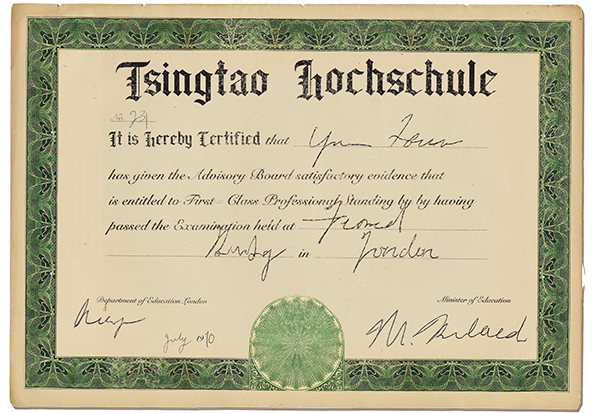 Tsingtao Hochschule
No. 
It is Hereby Certified that
has given the Advisory Board satisfactory evidence that
is entitled to First - Class Professional Standing by by having
passed the Examination held at
in London
Department of Education London
Minister of Education
July